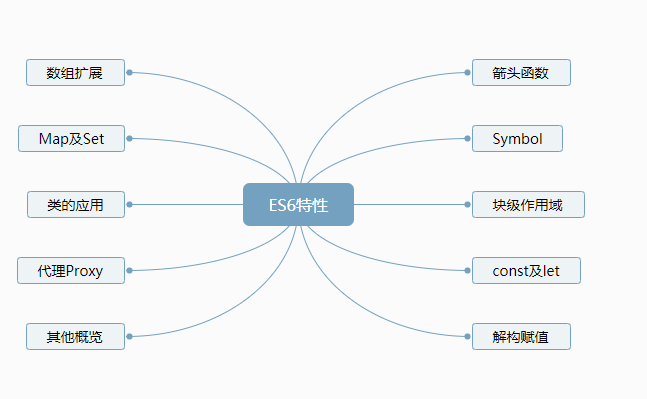 数组扩展
箭头函数
Map及Set
Symbol
类的应用
ES6特性
块级作用域
代理Proxy
const及let
其他概览
解构赋值